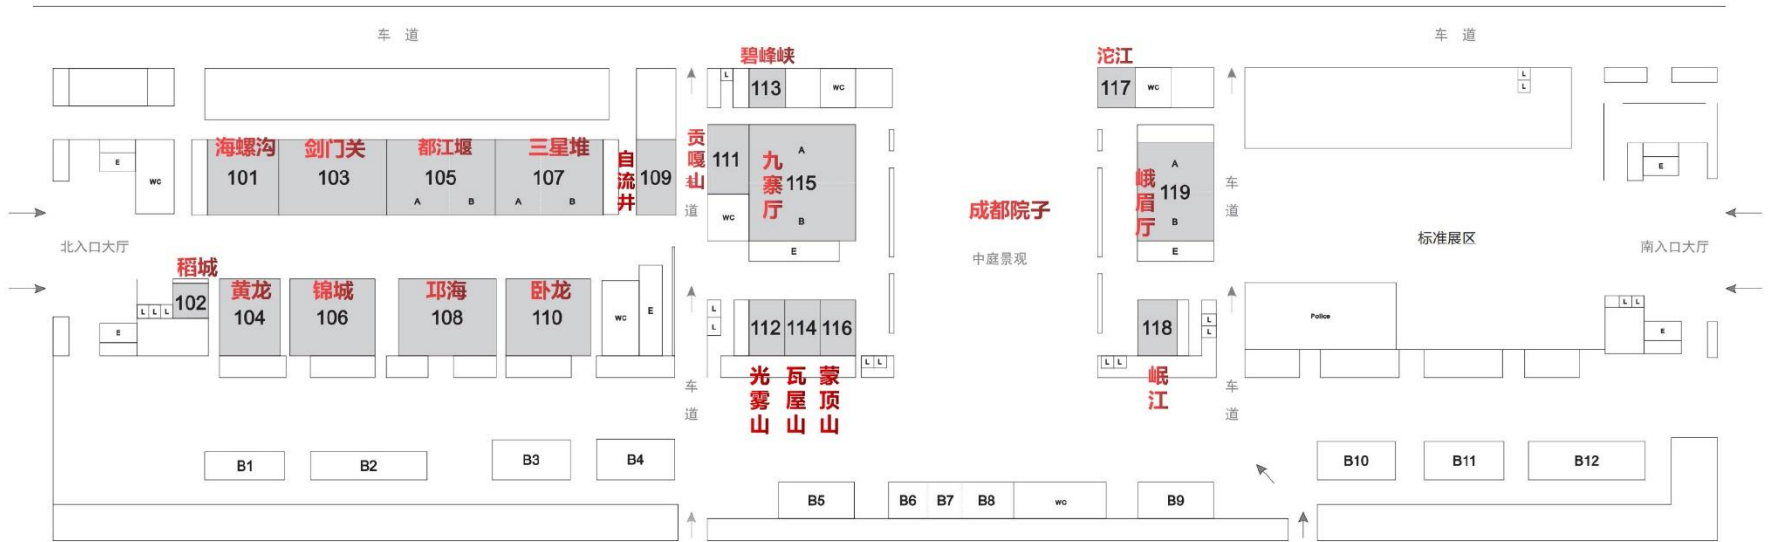 车 道
车 道
碧峰峡
沱江
L
113
WC
117
WC
L
L
海螺沟
剑门关
都江堰
三星堆
自流井
贡嘎山
九寨厅
峨眉厅
101
103
105
A
B
107
A
B
109
111
WC
A
115
B
E
A
119
B
E
E
WC
E
车道
车道
成都院子
中庭景观
标准展区
北入口大厅
南入口大厅
稻城
102
L L L
E
黄龙
104
锦城
106
邛海
108
卧龙
110
WC
E
L
L
112
114
116
L L
118
L
L
L L
Police
L L
E
光雾山
瓦屋山
蒙顶山
岷江
车道
车道
B1
B2
B3
B4
B10
B11
B12
B5
B6
B7
B8
WC
B9